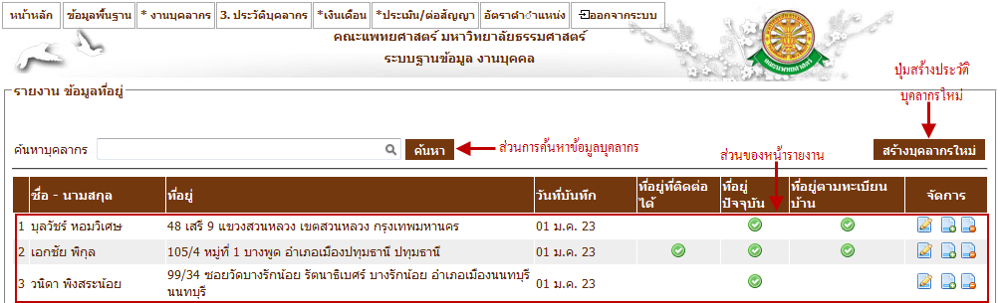 หน้าหลัก ข้อมูลพื้นฐาน * งานบุคลากร 3. ประวัติบุคลากร *เงินเดือน *ประเมิน/ต่อสัญญา อัตราตำแหน่ง ออกจากระบบ
คณะแพทยศาสตร์ มหาวิทยาลัยธรรมศาสตร์
ระบบฐานข้อมูล งานบุคคล
ปุ่มสร้างประวัติ
บุคลากรใหม่
รายงาน ข้อมูลที่อยู่
ค้นหาบุคลากร ค้นหา ส่วนการค้นหาข้อมูลบุคลากร สร้างบุคลากรใหม่
ส่วนของหน้ารายงาน
ชื่อ - นามสกุล ที่อยู่ วันที่บันทึก ที่อยู่ที่ติดต่อได้ ที่อยู่ปัจจุบัน ที่อยู่ตามทะเบียนบ้าน จัดการ
1 บุลวัชร์ หอมวิเศษ 48 เสรี 9 แขวงสวนหลวง เขตสวนหลวง กรุงเทพมหานคร 01 ม.ค. 23
2 เอกชัย พิกุล 105/4 หมู่ที่ 1 บางพูด อำเภอเมืองปทุมธานี ปทุมธานี 01 ม.ค. 23
3 วนิดา พิงสระน้อย 99/34 ซอยวัดบางรักน้อย รัตนาธิเบศร์ บางรักน้อย อำเภอเมืองนนทบุรี นนทบุรี 01 ม.ค. 23